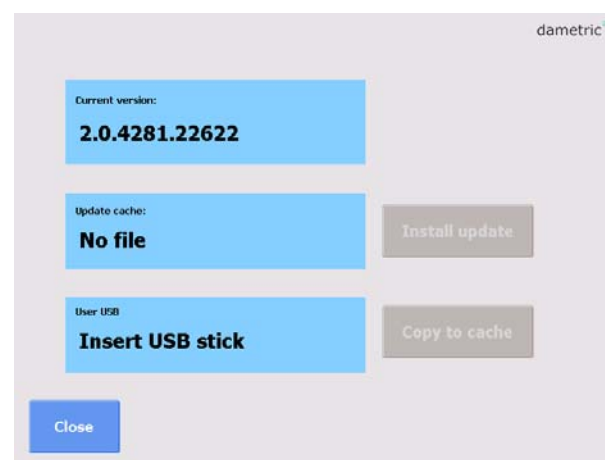 dametric
Current version:
2.0.4281.22622
Update cache:
No file
Install update
User USB
Insert USB stick
Copy to cache
Close